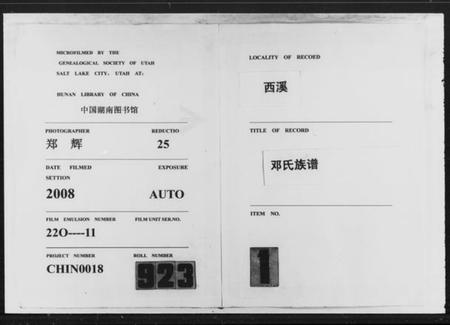 MICROFILMED BY THE
GENEALOGICAL SOCIETY OF UTAH
SALT LAKE CITY, UTAH AT:
HUNAN LIBRARY OF CHINA
中国湖南图书馆
PHOTOGRAPHER REDUCTIO
郑 辉 25
DATE FILMED EXPOSURE
SETTION
2008 AUTO
FILM EMULSION NUMBER FILM UNIT SER.NO.
22O----11
PROJECT NUMBER ROLL NUMBER
CHIN0018 923
LOCALITY OF RECOED
西溪
TITLE OF RECORD
邓氏族谱
ITEM NO.
1